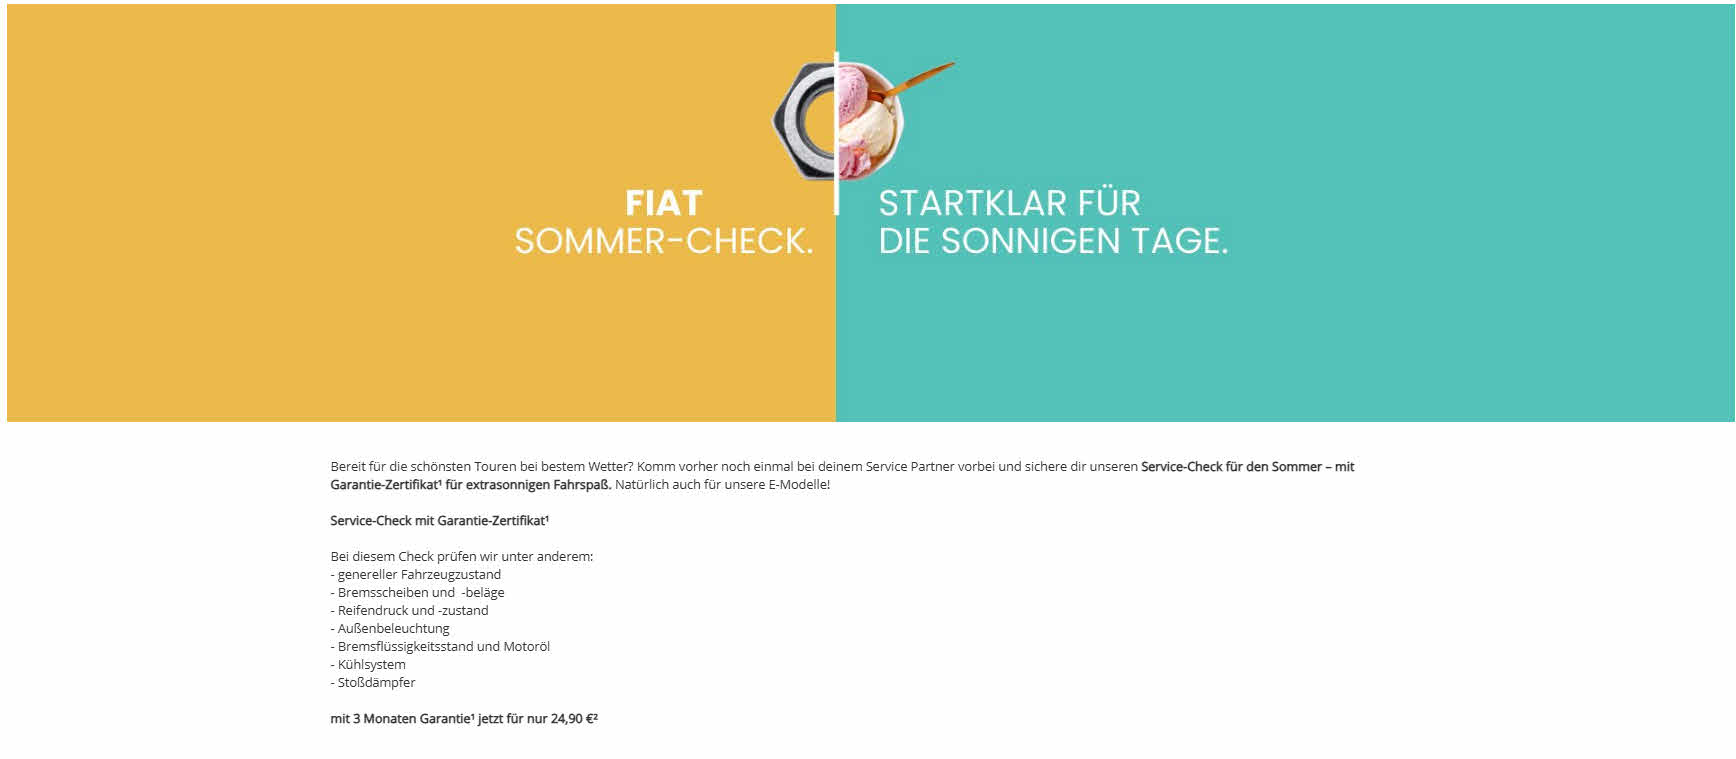 FIAT
SOMMER-CHECK.
STARTKLAR FÜR
DIE SONNIGEN TAGE.
Bereit für die schönsten Touren bei bestem Wetter? Komm vorher noch einmal bei deinem Service Partner vorbei und sichere dir unseren Service-Check für den Sommer – mit
Garantie-Zertifikat¹ für extrasonnigen Fahrspaß. Natürlich auch für unsere E-Modelle!
Service-Check mit Garantie-Zertifikat¹
Bei diesem Check prüfen wir unter anderem:
- genereller Fahrzeugzustand
- Bremsscheiben und  -beläge
- Reifendruck und -zustand
- Außenbeleuchtung
- Bremsflüssigkeitsstand und Motoröl
- Kühlsystem
- Stoßdämpfer
mit 3 Monaten Garantie¹ jetzt für nur 24,90 €²